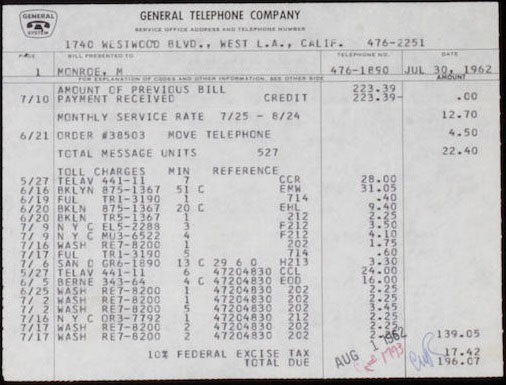 GENERAL
SYSTEM
GENERAL TELEPHONE COMPANY
SERVICE OFFICE ADDRESS AND TELEPHONE NUMBER
1740 WESTWOOD BLVD., WEST L.A., CALIF. 476-2251
PAGE BILL PRESENTED TO TELEPHONE NO. DATE
1 MONROE, M 476-1890 JUL 30, 1962
FOR EXPLANATION OF CODES AND OTHER INFORMATION, SEE OTHER SIDE AMOUNT
AMOUNT OF PREVIOUS BILL 223.39
7/10 PAYMENT RECEIVED CREDIT 223.39- .00
MONTHLY SERVICE RATE 7/25 - 8/24 12.70
6/21 ORDER #38503 MOVE TELEPHONE 4.50
TOTAL MESSAGE UNITS 527 22.40
TOLL CHARGES MIN REFERENCE
5/27 TELAV 441-11 7 CCR 28.00
6/16 BKLYN 875-1367 51 C EMW 31.05
6/19 FUL TR1-3190 1 714 .40
6/20 BKLN 875-1367 20 C EHL 9.40
6/20 BKLN TR5-1367 1 212 2.25
7/ 9 N Y C EL5-2288 3 F212 3.50
7/ 9 N Y C MU3-6522 4 F212 4.10
7/16 WASH RE7-8200 1 202 1.75
7/17 FUL TR1-3190 5 714 .60
7/ 6 SAN D GR6-1890 13 C 29 6 0 H213 3.30
5/27 TELAV 441-11 6 47204830 CCL 24.00
6/ 5 BERNE 343-64 4 C 47204830 EOD 16.00
6/25 WASH RE7-8200 1 47204830 202 2.25
7/ 2 WASH RE7-8200 1 47204830 202 2.25
7/ 2 WASH RE7-8200 5 47204830 202 3.45
7/16 N Y C OR3-7792 1 47204830 212 2.25
7/17 WASH RE7-8200 2 47204830 202
7/17 WASH RE7-8200 2 47204830 202 139.05
AUG 1 1962
10% FEDERAL EXCISE TAX 17.42
TOTAL DUE 196.07